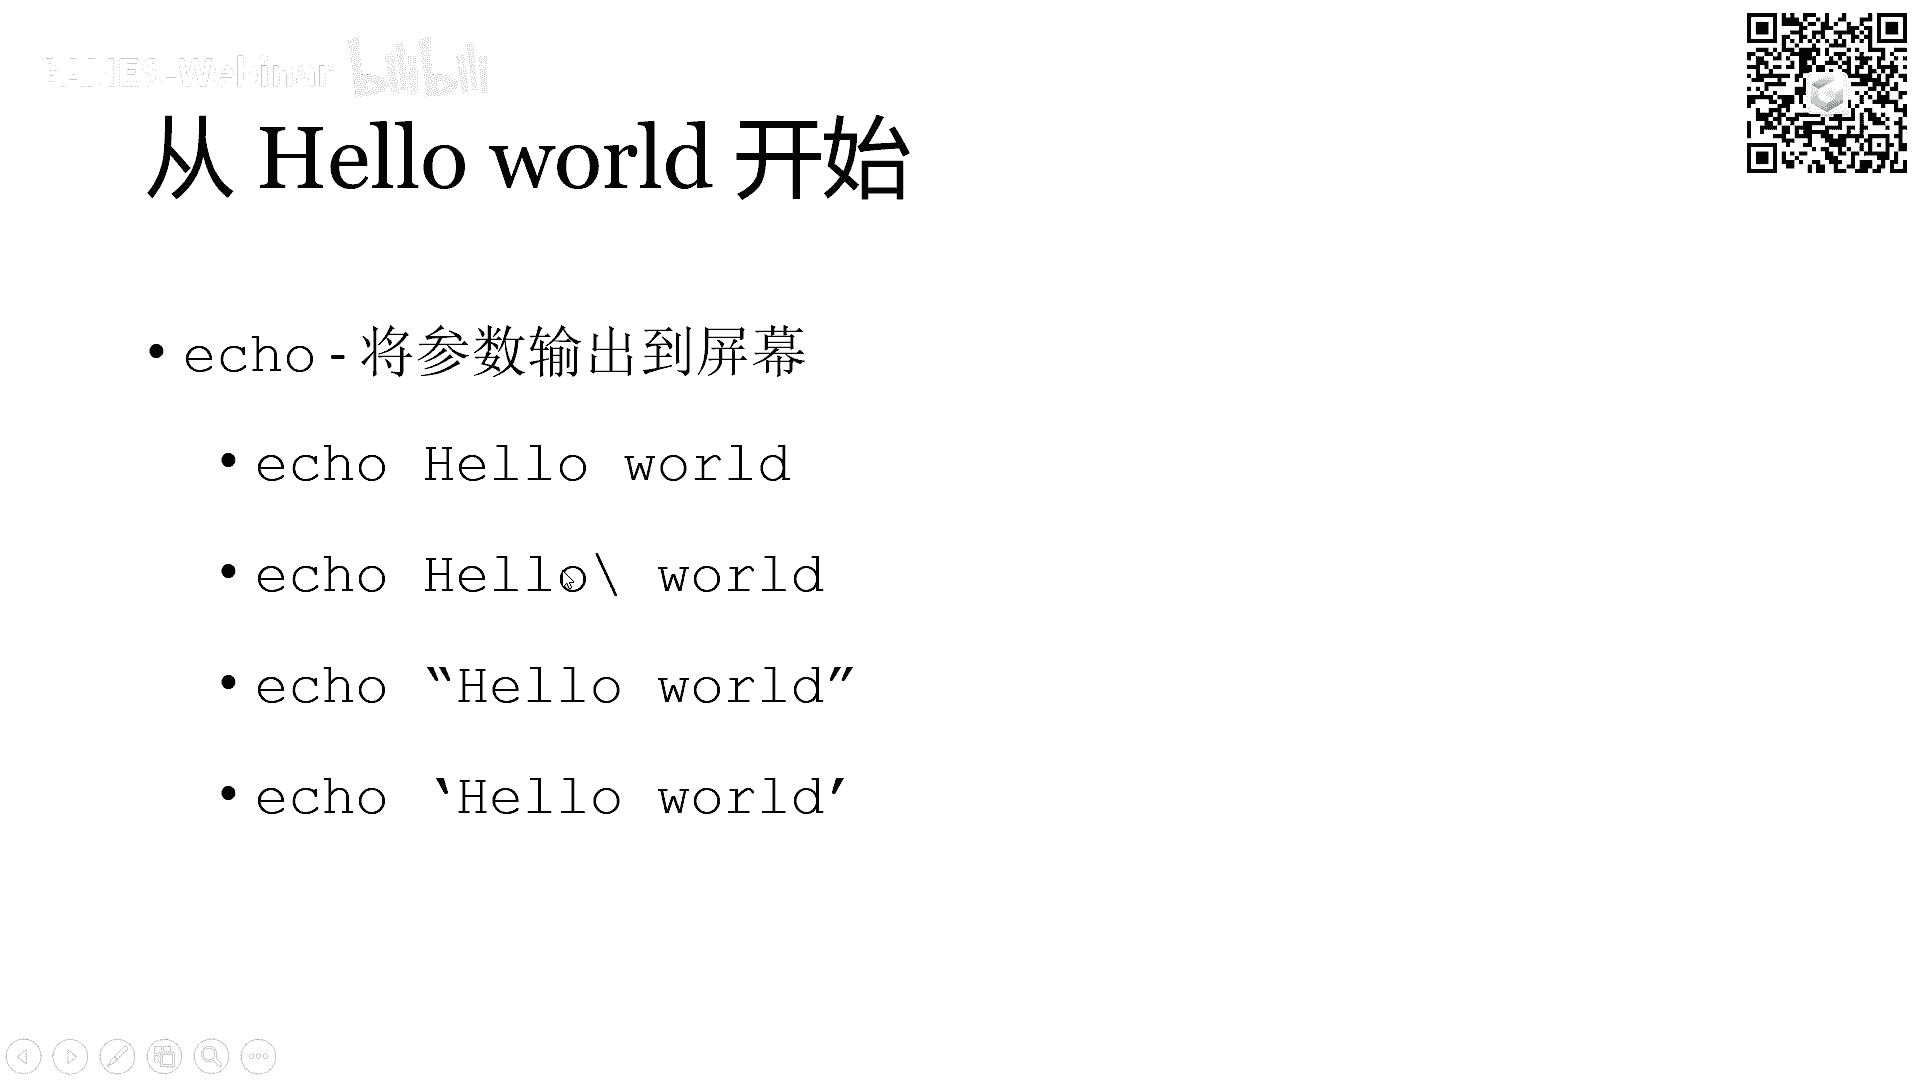 GAMES-Webinar bilibili
从 Hello world 开始
• echo - 将参数输出到屏幕
• echo Hello world
• echo Hello\ world
• echo “Hello world”
• echo ‘Hello world’